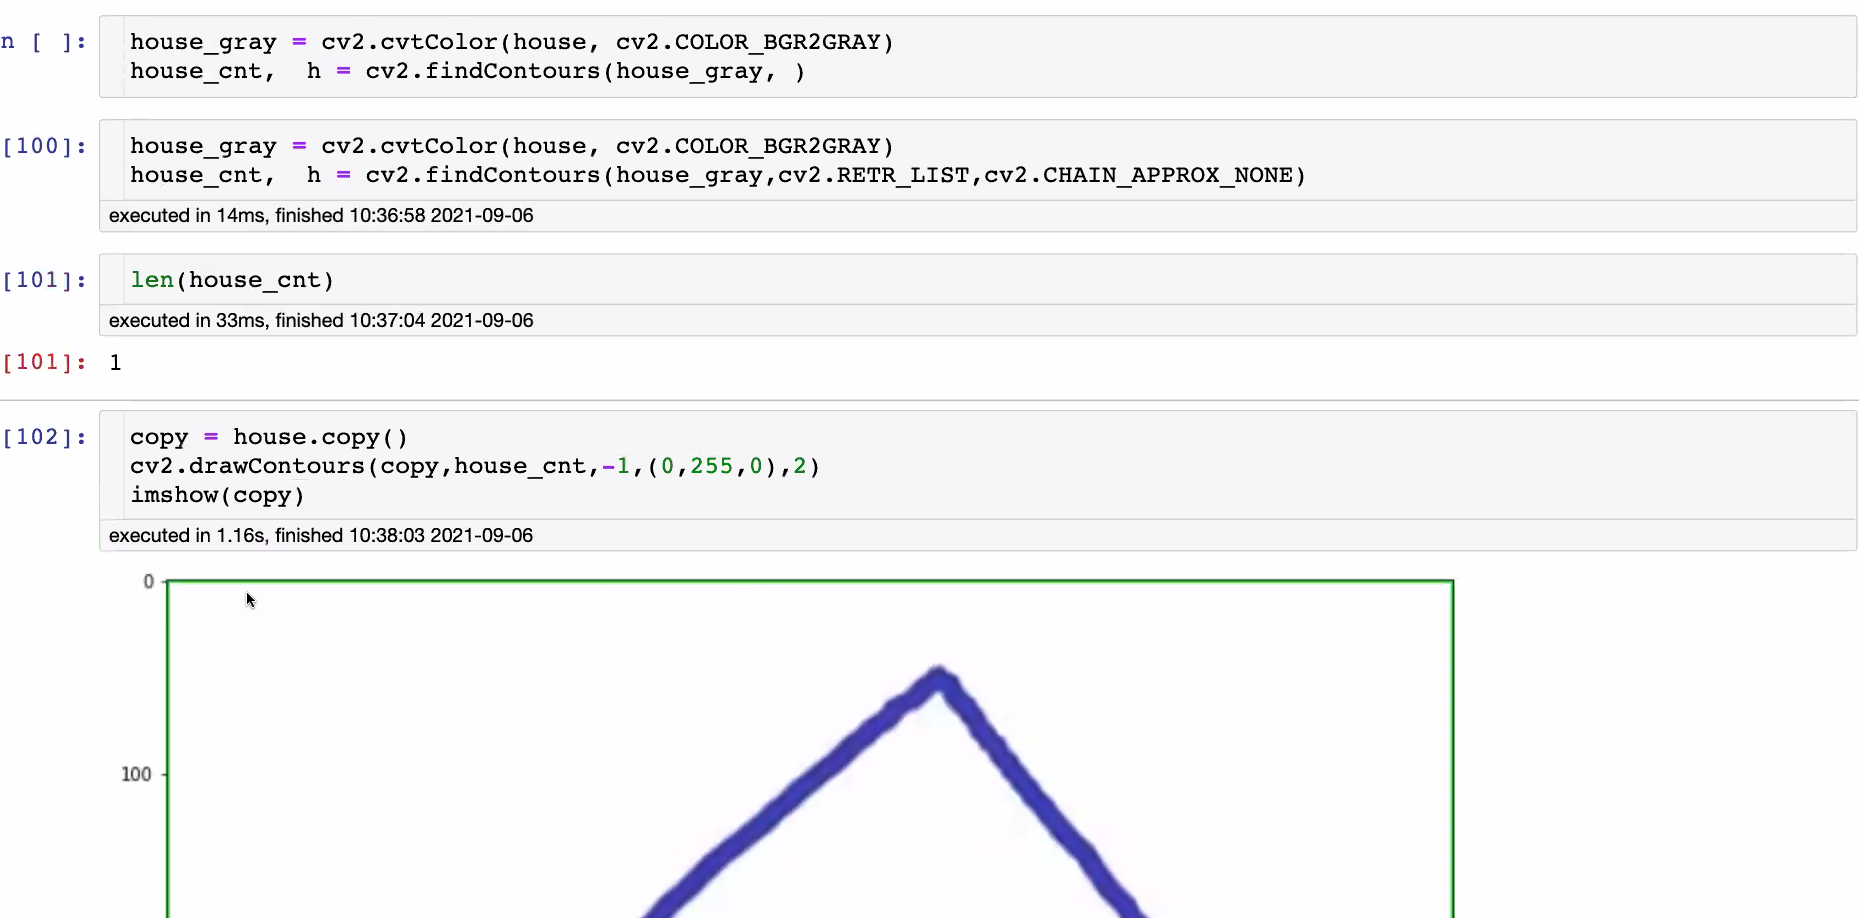 n [ ]:
house_gray = cv2.cvtColor(house, cv2.COLOR_BGR2GRAY)
house_cnt,  h = cv2.findContours(house_gray, )
[100]:
house_gray = cv2.cvtColor(house, cv2.COLOR_BGR2GRAY)
house_cnt,  h = cv2.findContours(house_gray,cv2.RETR_LIST,cv2.CHAIN_APPROX_NONE)
executed in 14ms, finished 10:36:58 2021-09-06
[101]:
len(house_cnt)
executed in 33ms, finished 10:37:04 2021-09-06
[101]: 1
[102]:
copy = house.copy()
cv2.drawContours(copy,house_cnt,-1,(0,255,0),2)
imshow(copy)
executed in 1.16s, finished 10:38:03 2021-09-06
0
100